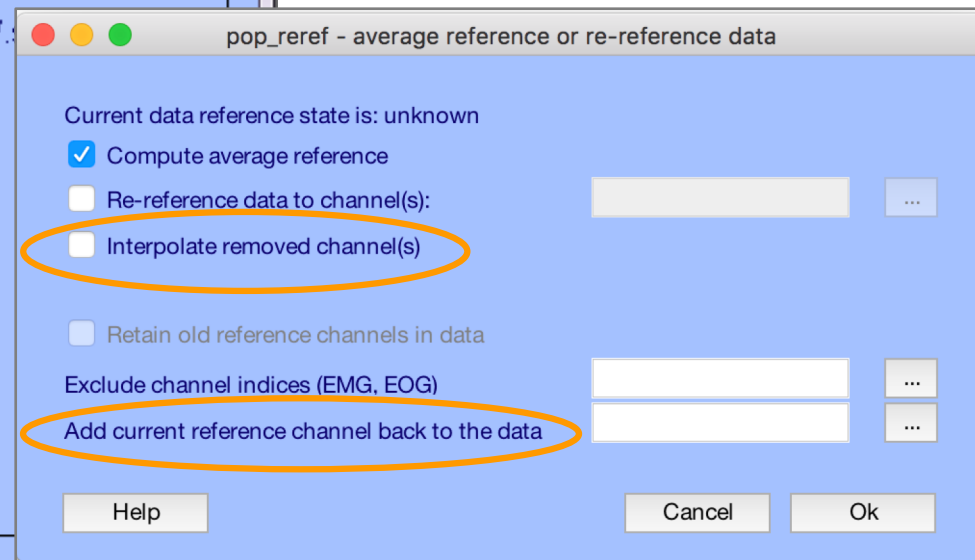 pop_reref - average reference or re-reference data
Current data reference state is: unknown
Compute average reference
Re-reference data to channel(s):
...
Interpolate removed channel(s)
Retain old reference channels in data
Exclude channel indices (EMG, EOG)
...
Add current reference channel back to the data
...
Help
Cancel
Ok